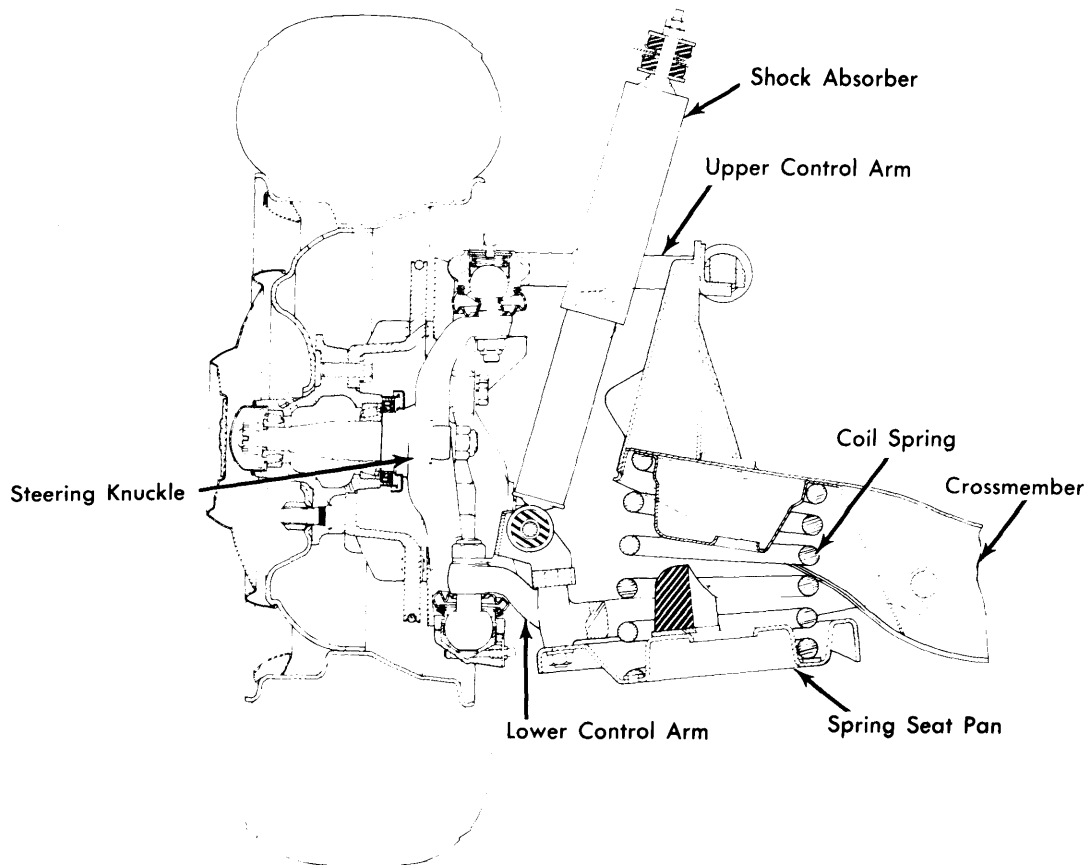 Shock Absorber
Upper Control Arm
Coil Spring
Crossmember
Steering Knuckle
Lower Control Arm
Spring Seat Pan